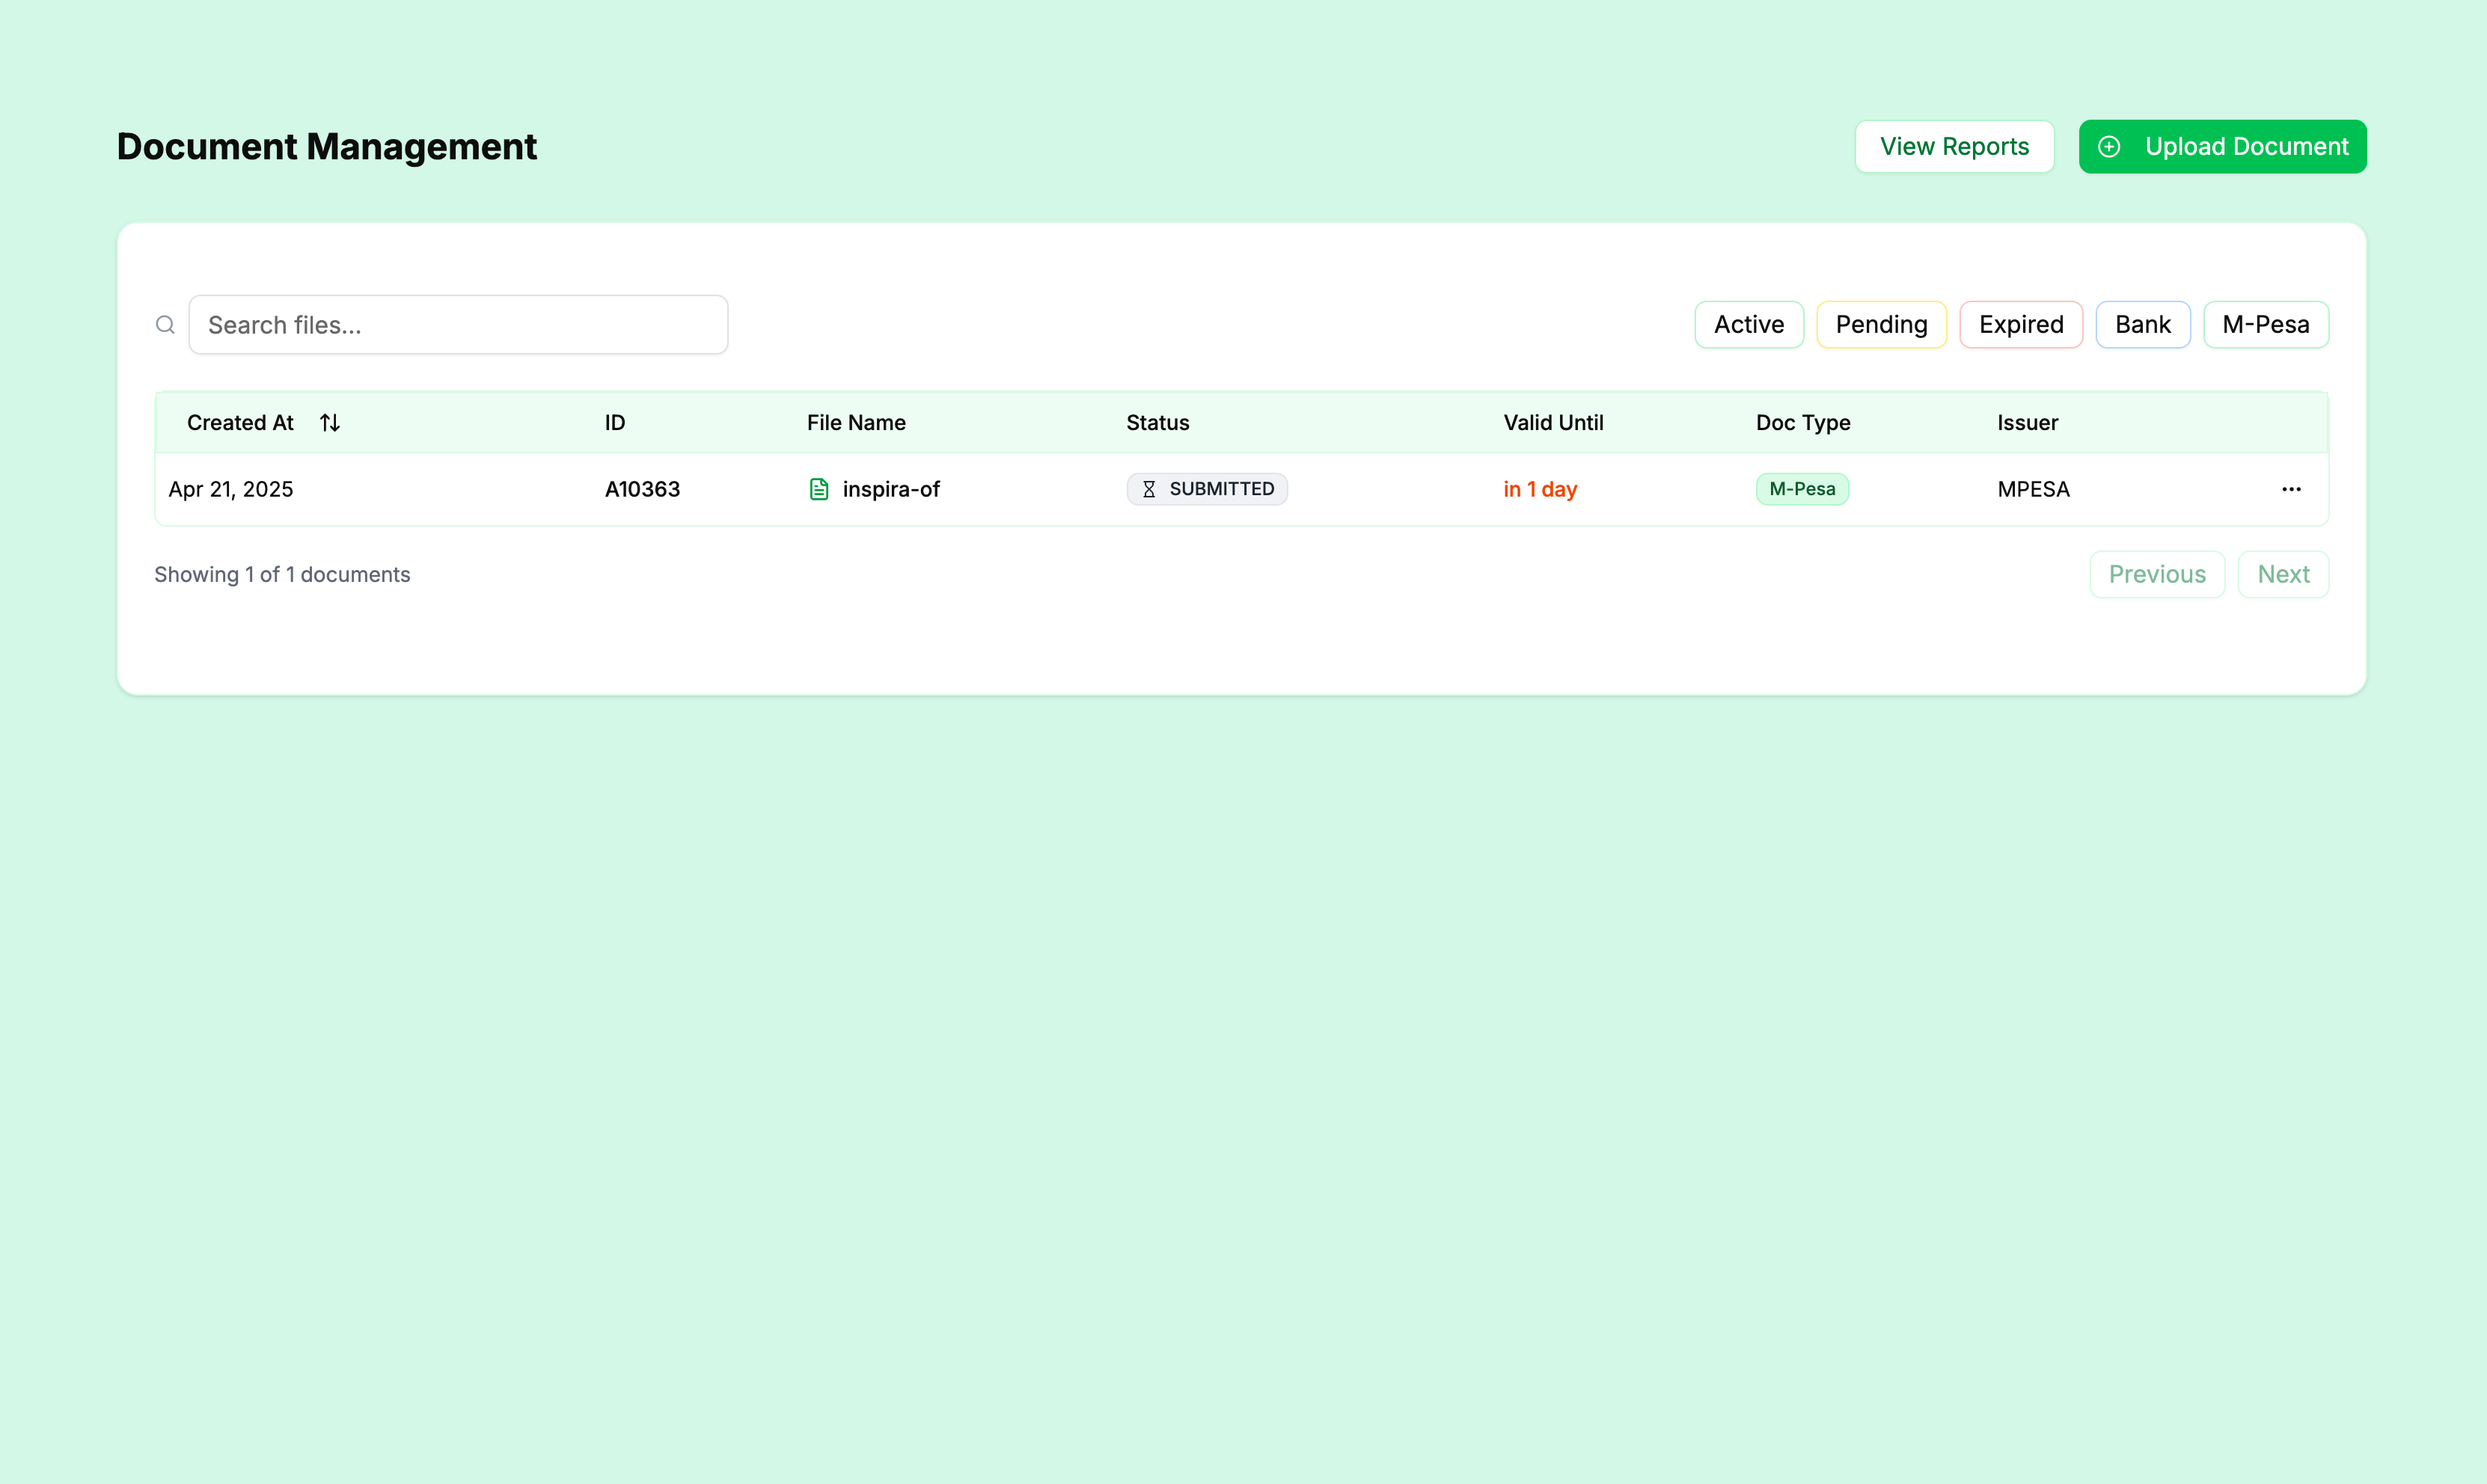 Document Management
View Reports
Upload Document
Search files...
Active Pending Expired Bank M-Pesa
Created At ID File Name Status Valid Until Doc Type Issuer
Apr 21, 2025 A10363 inspira-of SUBMITTED in 1 day M-Pesa MPESA
Showing 1 of 1 documents
Previous Next